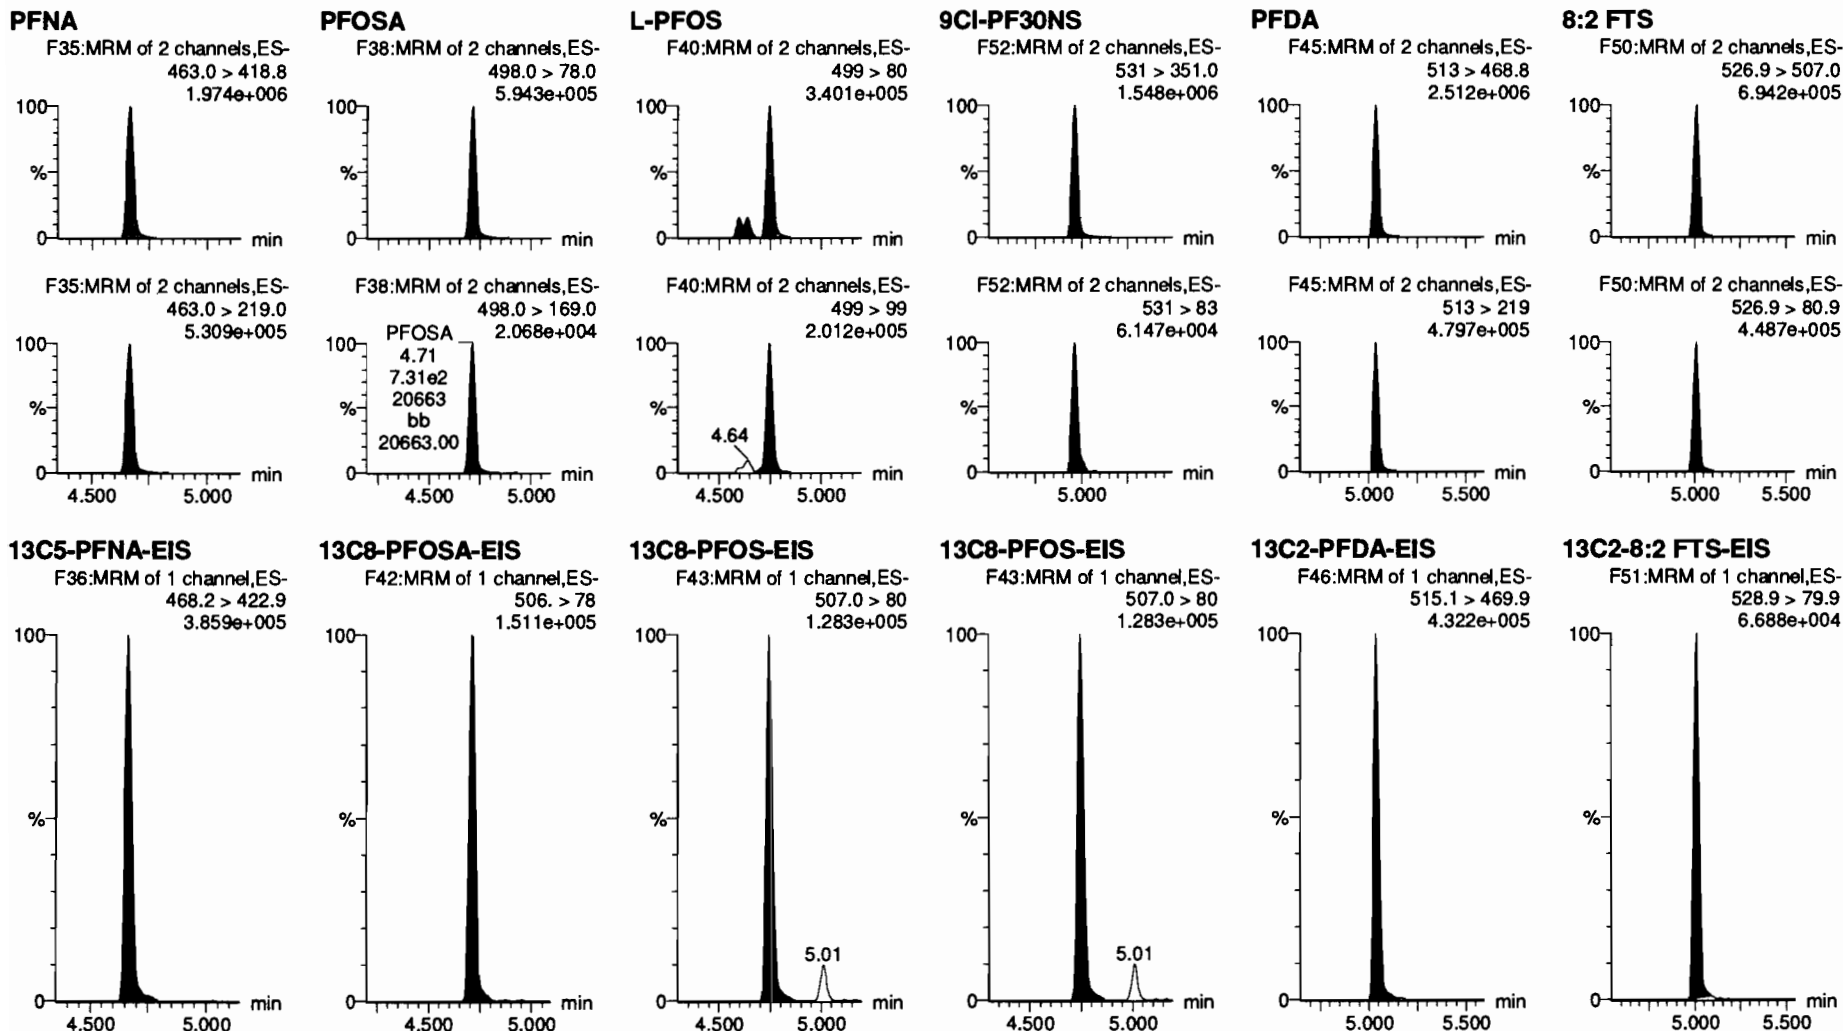 PFNA
F35:MRM of 2 channels,ES-
463.0 > 418.8
1.974e+006
100
%
0
min
PFOSA
F38:MRM of 2 channels,ES-
498.0 > 78.0
5.943e+005
100
%
0
min
L-PFOS
F40:MRM of 2 channels,ES-
499 > 80
3.401e+005
100
%
0
min
9Cl-PF30NS
F52:MRM of 2 channels,ES-
531 > 351.0
1.548e+006
100
%
0
min
PFDA
F45:MRM of 2 channels,ES-
513 > 468.8
2.512e+006
100
%
0
min
8:2 FTS
F50:MRM of 2 channels,ES-
526.9 > 507.0
6.942e+005
100
%
0
min
F35:MRM of 2 channels,ES-
463.0 > 219.0
5.309e+005
100
%
0
min
4.500 5.000
F38:MRM of 2 channels,ES-
498.0 > 169.0
2.068e+004
PFOSA
4.71
7.31e2
20663
bb
20663.00
100
%
0
min
4.500 5.000
F40:MRM of 2 channels,ES-
499 > 99
2.012e+005
100
%
4.64
0
min
4.500 5.000
F52:MRM of 2 channels,ES-
531 > 83
6.147e+004
100
%
0
min
5.000
F45:MRM of 2 channels,ES-
513 > 219
4.797e+005
100
%
0
min
5.000 5.500
F50:MRM of 2 channels,ES-
526.9 > 80.9
4.487e+005
100
%
0
min
5.000 5.500
13C5-PFNA-EIS
F36:MRM of 1 channel,ES-
468.2 > 422.9
3.859e+005
100
%
0
min
4.500 5.000
13C8-PFOSA-EIS
F42:MRM of 1 channel,ES-
506. > 78
1.511e+005
100
%
0
min
4.500 5.000
13C8-PFOS-EIS
F43:MRM of 1 channel,ES-
507.0 > 80
1.283e+005
100
%
5.01
0
min
4.500 5.000
13C8-PFOS-EIS
F43:MRM of 1 channel,ES-
507.0 > 80
1.283e+005
100
%
5.01
0
min
4.500 5.000
13C2-PFDA-EIS
F46:MRM of 1 channel,ES-
515.1 > 469.9
4.322e+005
100
%
0
min
5.000 5.500
13C2-8:2 FTS-EIS
F51:MRM of 1 channel,ES-
528.9 > 79.9
6.688e+004
100
%
0
min
5.000 5.500